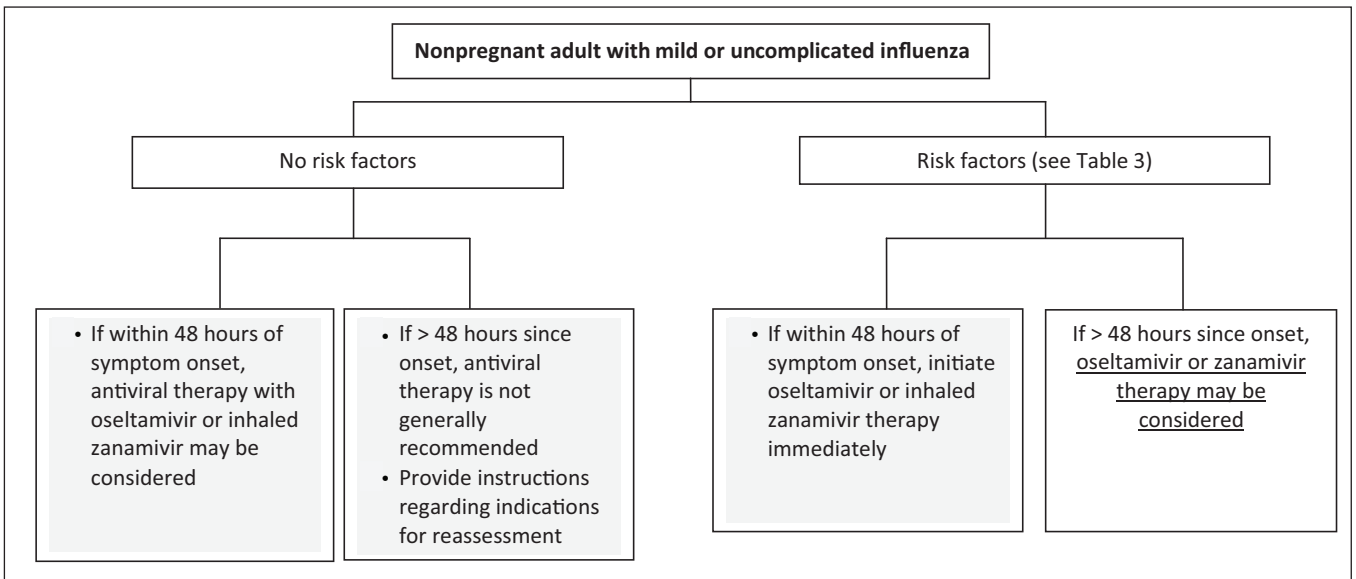 Nonpregnant adult with mild or uncomplicated influenza
No risk factors
Risk factors (see Table 3)
• If within 48 hours of
symptom onset,
antiviral therapy with
oseltamivir or inhaled
zanamivir may be
considered
• If > 48 hours since
onset, antiviral
therapy is not
generally
recommended
• Provide instructions
regarding indications
for reassessment
• If within 48 hours of
symptom onset, initiate
oseltamivir or inhaled
zanamivir therapy
immediately
If > 48 hours since onset,
oseltamivir or zanamivir
therapy may be
considered